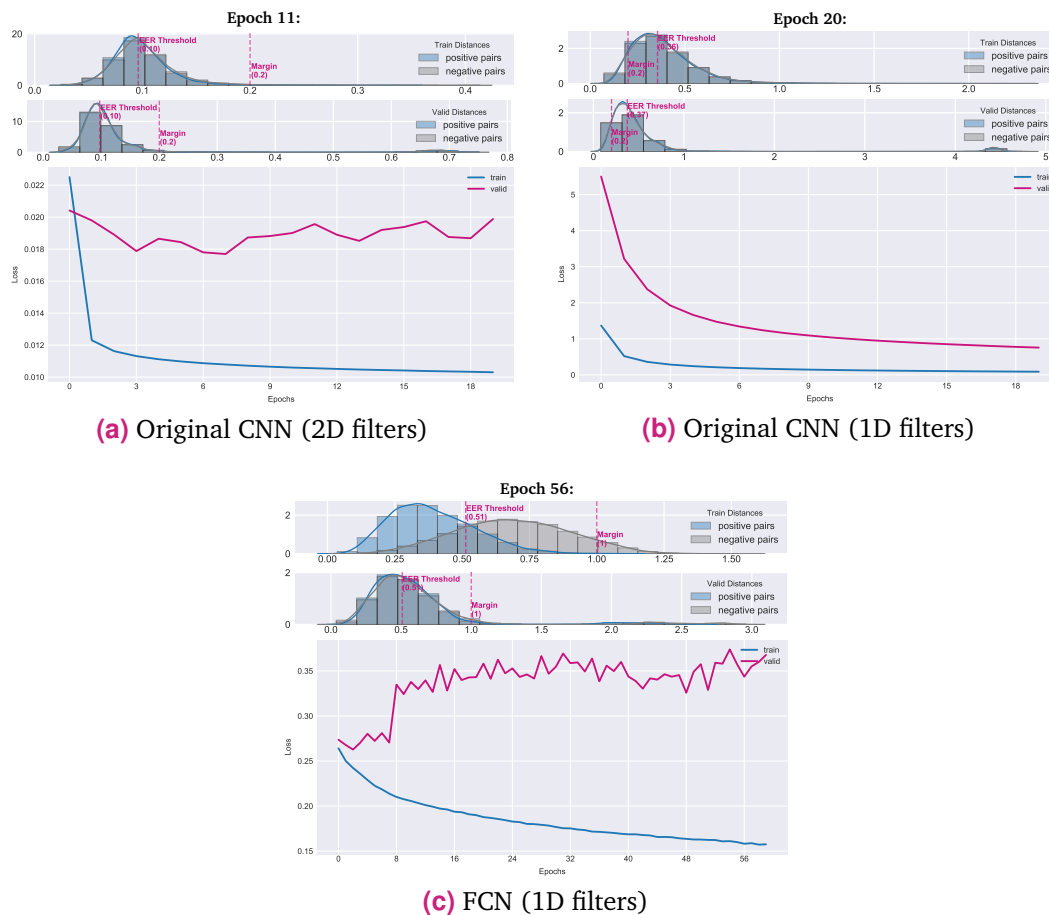 Epoch 11:
20
0
EER Threshold
(0.10)
Margin
(0.2)
Train Distances
positive pairs
negative pairs
0.0 0.1 0.2 0.3 0.4
10
0
EER Threshold
(0.10)
Margin
(0.2)
Valid Distances
positive pairs
negative pairs
0.0 0.1 0.2 0.3 0.4 0.5 0.6 0.7 0.8
train
valid
0.022
0.020
0.018
0.016
0.014
0.012
0.010
Loss
0 3 6 9 12 15 18
Epochs
(a) Original CNN (2D filters)
Epoch 20:
2
0
EER Threshold
(0.36)
Margin
(0.2)
Train Distances
positive pairs
negative pairs
0.0 0.5 1.0 1.5 2.0
2
0
EER Threshold
(0.37)
Margin
(0.2)
Valid Distances
positive pairs
negative pairs
0 1 2 3 4 5
train
valid
5
4
3
2
1
0
Loss
0 3 6 9 12 15 18
Epochs
(b) Original CNN (1D filters)
Epoch 56:
2
0
EER Threshold
(0.51)
Margin
(1)
Train Distances
positive pairs
negative pairs
0.00 0.25 0.50 0.75 1.00 1.25 1.50
2
0
EER Threshold
(0.51)
Margin
(1)
Valid Distances
positive pairs
negative pairs
0.0 0.5 1.0 1.5 2.0 2.5 3.0
train
valid
0.35
0.30
0.25
0.20
0.15
Loss
0 8 16 24 32 40 48 56
Epochs
(c) FCN (1D filters)